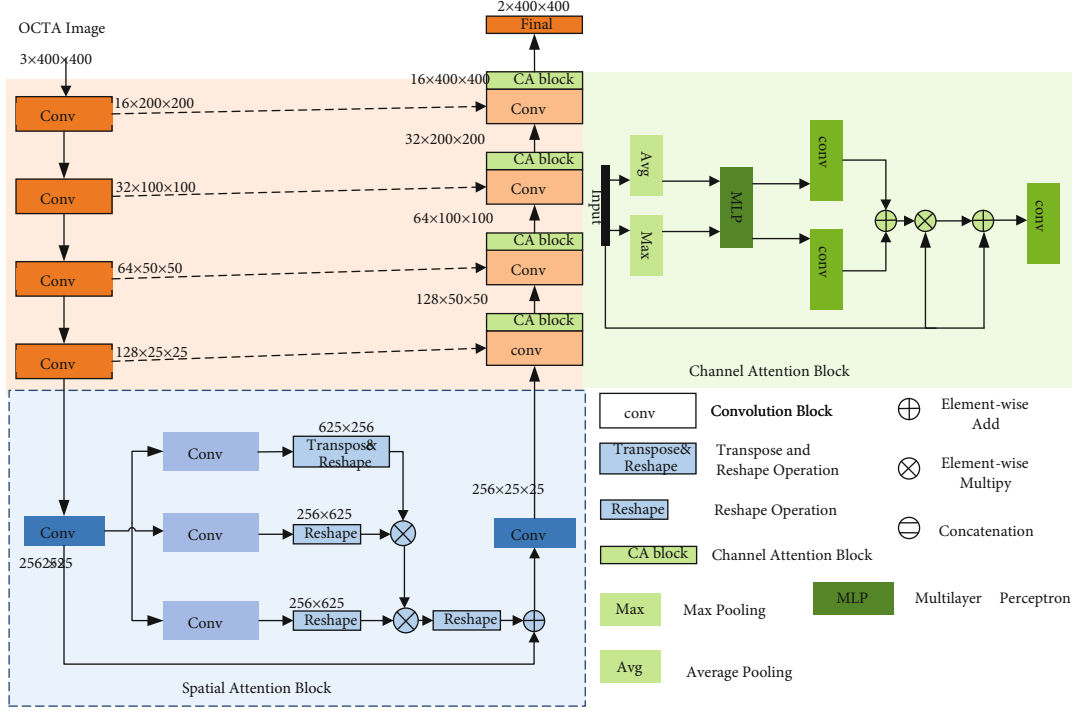 OCTA Image
3×400×400
2×400×400
Final
16×400×400
CA block
Conv
Conv
16×200×200
32×200×200
CA block
Conv
Conv
32×100×100
64×100×100
CA block
Conv
Conv
64×50×50
128×50×50
CA block
conv
Conv
128×25×25
Input
Avg
Max
MLP
conv
conv
conv
Channel Attention Block
Conv
625×256
Transpose&
Reshape
Conv
Conv
256×625
Reshape
256×25×25
Conv
Conv
256×625
Reshape
Reshape
Spatial Attention Block
conv
Convolution Block
Transpose&
Reshape
Transpose and
Reshape Operation
Reshape
Reshape Operation
CA block
Channel Attention Block
Max
Max Pooling
Avg
Average Pooling
Element-wise
Add
Element-wise
Multipy
Concatenation
MLP
Multilayer Perceptron